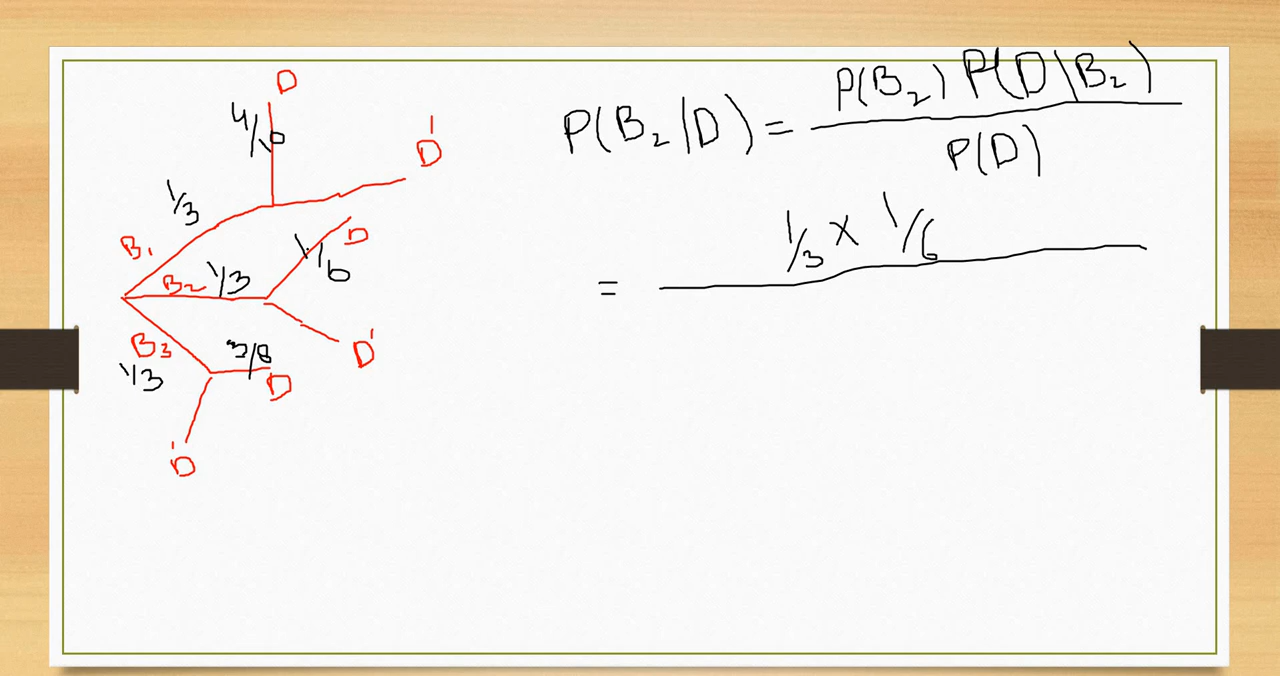 D
4/10
D'
1/3
B₁
D
1/6
B₂ 1/3
D'
B₃
1/3
3/8
D
D'
P(B₂/D) = P(B₂) P(D\B₂)
P(D)
1/3 x 1/6
=